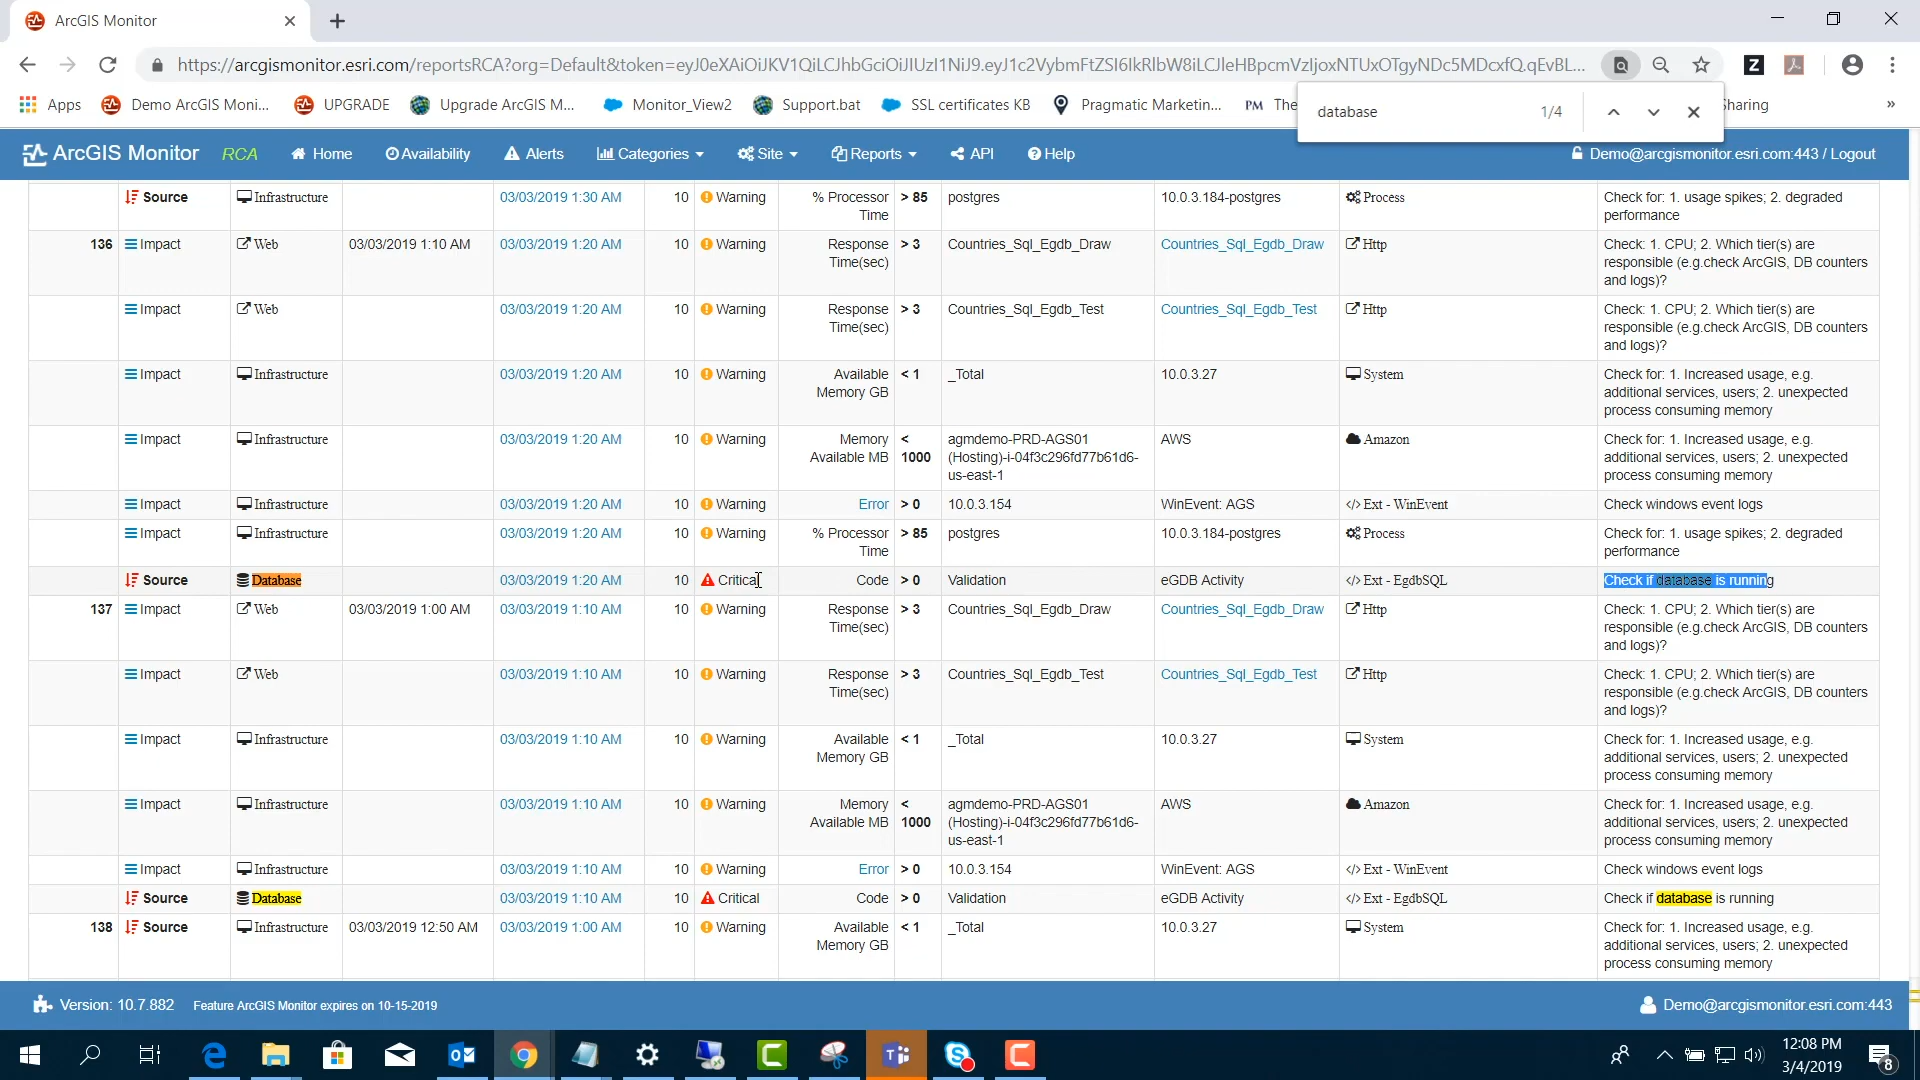 ArcGIS Monitor
https://arcgismonitor.esri.com/reportsRCA?org=Default&token=eyJ0eXAiOiJKV1QiLCJhbGciOiJIUzI1NiJ9.eyJ1c2VybmFtZSI6IkRlbW8iLCJleHBpcmVzIjoxNTUxOTgyNDc5MDcxfQ.qEvBL...
Apps Demo ArcGIS Moni... UPGRADE Upgrade ArcGIS M... Monitor_View2 Support.bat SSL certificates KB Pragmatic Marketin... PM The Sharing »
database 1/4
ArcGIS Monitor RCA Home Availability Alerts Categories Site Reports API Help Demo@arcgismonitor.esri.com:443 / Logout
Source Infrastructure 03/03/2019 1:30 AM 10 Warning % Processor > 85 postgres 10.0.3.184-postgres Process Check for: 1. usage spikes; 2. degraded
Time performance
136 Impact Web 03/03/2019 1:10 AM 03/03/2019 1:20 AM 10 Warning Response > 3 Countries_Sql_Egdb_Draw Countries_Sql_Egdb_Draw Http Check: 1. CPU; 2. Which tier(s) are
Time(sec) responsible (e.g.check ArcGIS, DB counters
and logs)?
Impact Web 03/03/2019 1:20 AM 10 Warning Response > 3 Countries_Sql_Egdb_Test Countries_Sql_Egdb_Test Http Check: 1. CPU; 2. Which tier(s) are
Time(sec) responsible (e.g.check ArcGIS, DB counters
and logs)?
Impact Infrastructure 03/03/2019 1:20 AM 10 Warning Available < 1 _Total 10.0.3.27 System Check for: 1. Increased usage, e.g.
Memory GB additional services, users; 2. unexpected
process consuming memory
Impact Infrastructure 03/03/2019 1:20 AM 10 Warning Memory < agmdemo-PRD-AGS01 AWS Amazon Check for: 1. Increased usage, e.g.
Available MB 1000 (Hosting)-i-04f3c296fd77b61d6- additional services, users; 2. unexpected
us-east-1 process consuming memory
Impact Infrastructure 03/03/2019 1:20 AM 10 Warning Error > 0 10.0.3.154 WinEvent: AGS </> Ext - WinEvent Check windows event logs
Impact Infrastructure 03/03/2019 1:20 AM 10 Warning % Processor > 85 postgres 10.0.3.184-postgres Process Check for: 1. usage spikes; 2. degraded
Time performance
Source Database 03/03/2019 1:20 AM 10 Critical Code > 0 Validation eGDB Activity </> Ext - EgdbSQL Check if database is running
137 Impact Web 03/03/2019 1:00 AM 03/03/2019 1:10 AM 10 Warning Response > 3 Countries_Sql_Egdb_Draw Countries_Sql_Egdb_Draw Http Check: 1. CPU; 2. Which tier(s) are
Time(sec) responsible (e.g.check ArcGIS, DB counters
and logs)?
Impact Web 03/03/2019 1:10 AM 10 Warning Response > 3 Countries_Sql_Egdb_Test Countries_Sql_Egdb_Test Http Check: 1. CPU; 2. Which tier(s) are
Time(sec) responsible (e.g.check ArcGIS, DB counters
and logs)?
Impact Infrastructure 03/03/2019 1:10 AM 10 Warning Available < 1 _Total 10.0.3.27 System Check for: 1. Increased usage, e.g.
Memory GB additional services, users; 2. unexpected
process consuming memory
Impact Infrastructure 03/03/2019 1:10 AM 10 Warning Memory < agmdemo-PRD-AGS01 AWS Amazon Check for: 1. Increased usage, e.g.
Available MB 1000 (Hosting)-i-04f3c296fd77b61d6- additional services, users; 2. unexpected
us-east-1 process consuming memory
Impact Infrastructure 03/03/2019 1:10 AM 10 Warning Error > 0 10.0.3.154 WinEvent: AGS </> Ext - WinEvent Check windows event logs
Source Database 03/03/2019 1:10 AM 10 Critical Code > 0 Validation eGDB Activity </> Ext - EgdbSQL Check if database is running
138 Source Infrastructure 03/03/2019 12:50 AM 03/03/2019 1:00 AM 10 Warning Available < 1 _Total 10.0.3.27 System Check for: 1. Increased usage, e.g.
Memory GB additional services, users; 2. unexpected
process consuming memory
Version: 10.7.882 Feature ArcGIS Monitor expires on 10-15-2019 Demo@arcgismonitor.esri.com:443
12:08 PM
3/4/2019
8